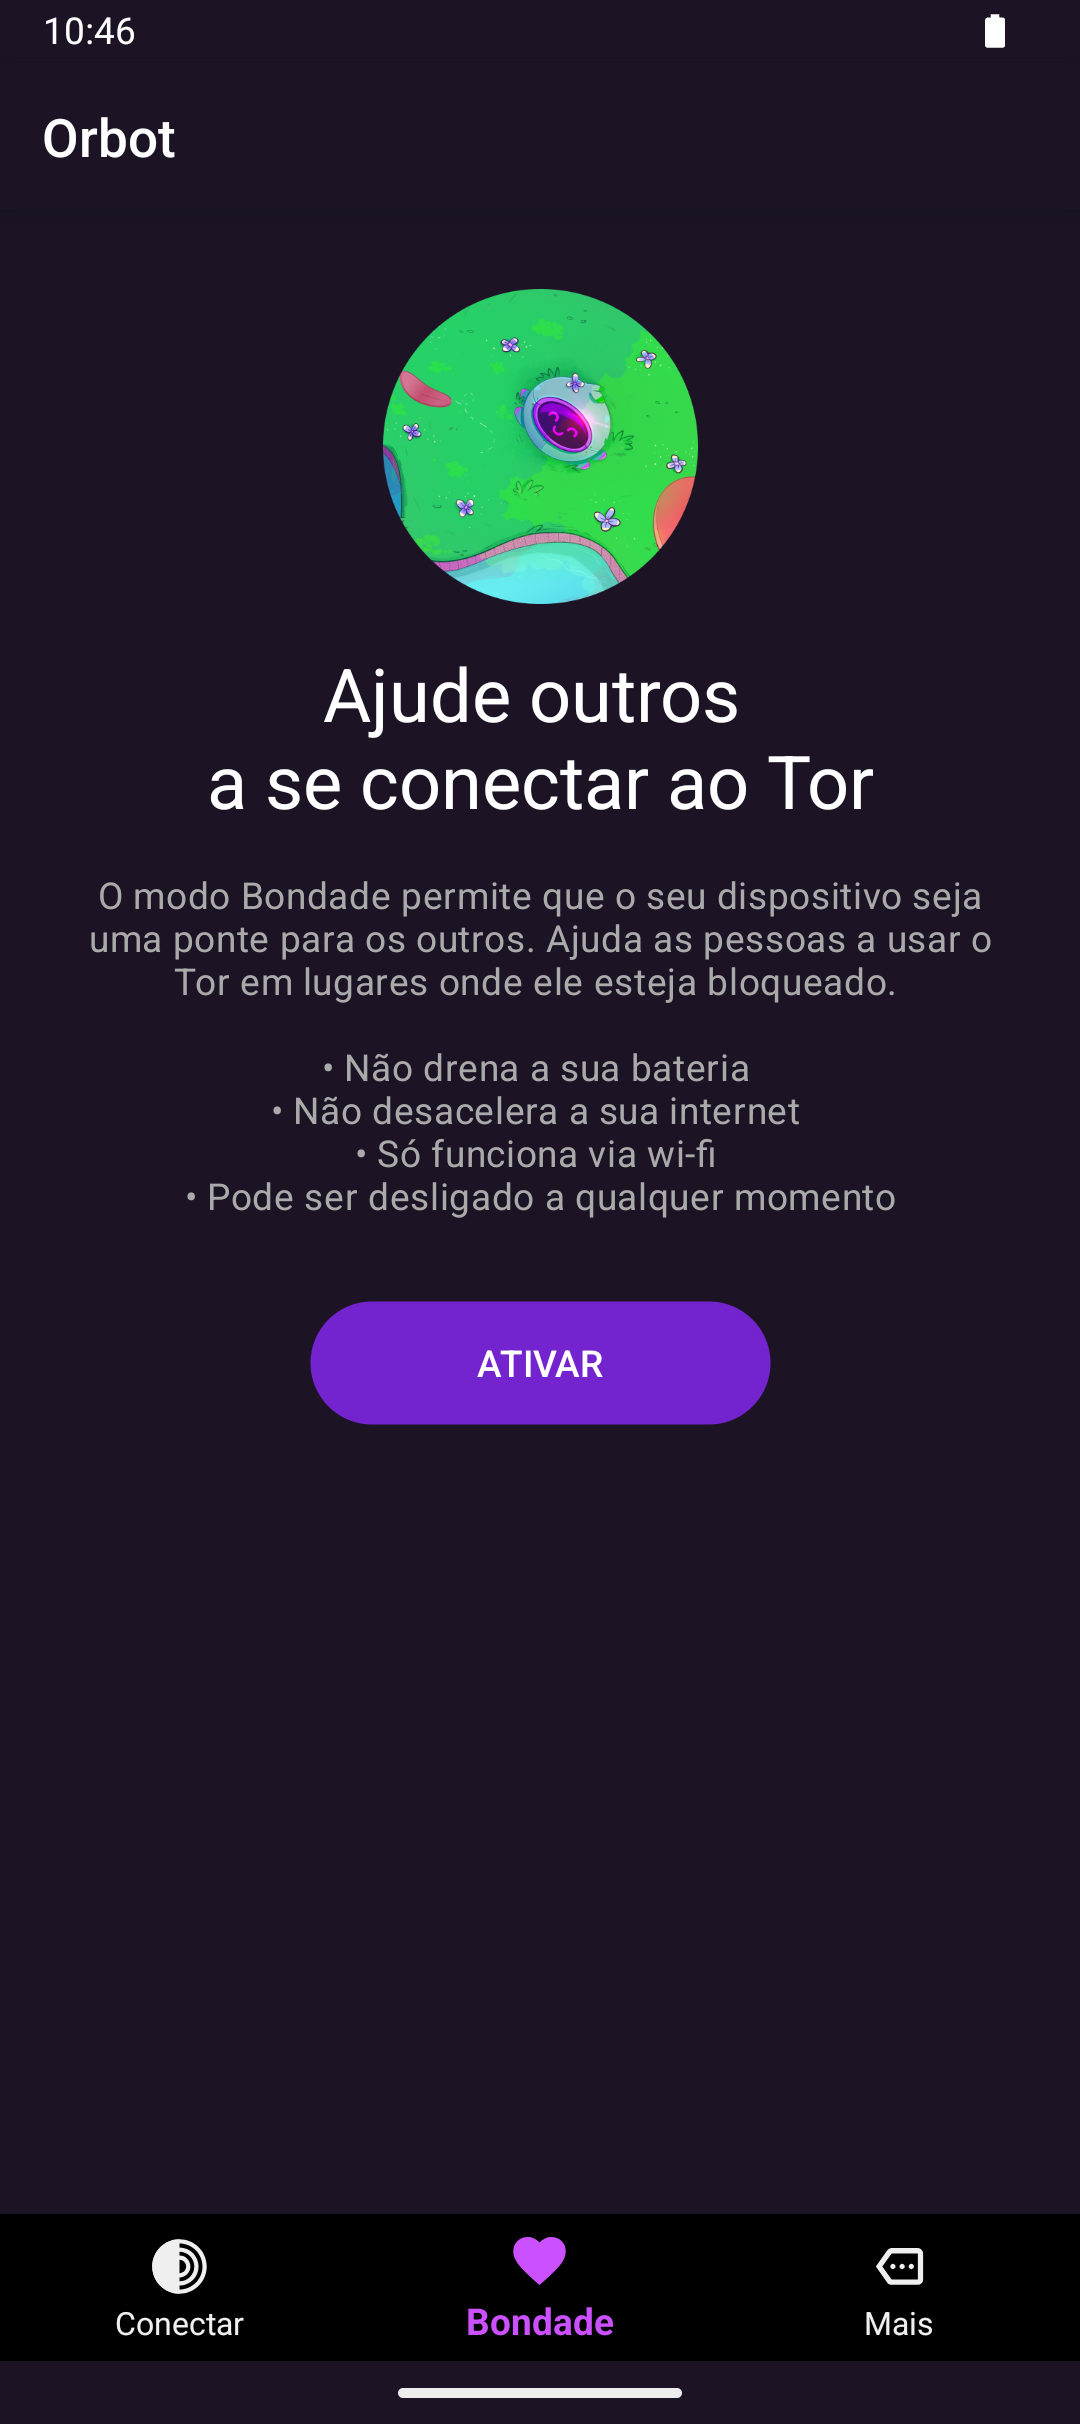 10:46
Orbot
Ajude outros
a se conectar ao Tor
O modo Bondade permite que o seu dispositivo seja
uma ponte para os outros. Ajuda as pessoas a usar o
Tor em lugares onde ele esteja bloqueado.
• Não drena a sua bateria
• Não desacelera a sua internet
• Só funciona via wi-fi
• Pode ser desligado a qualquer momento
ATIVAR
Conectar
Bondade
Mais